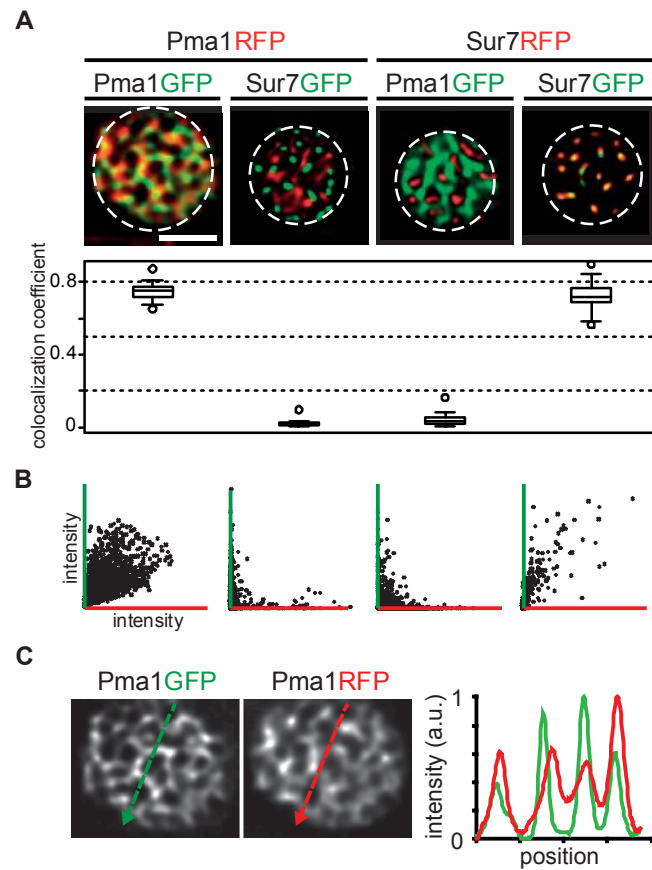 A
Pma1RFP Sur7RFP
Pma1GFP Sur7GFP Pma1GFP Sur7GFP
colocalization coefficient
0.8
0.4
0
B
intensity
intensity
C
Pma1GFP Pma1RFP
intensity (a.u.)
1
0
position